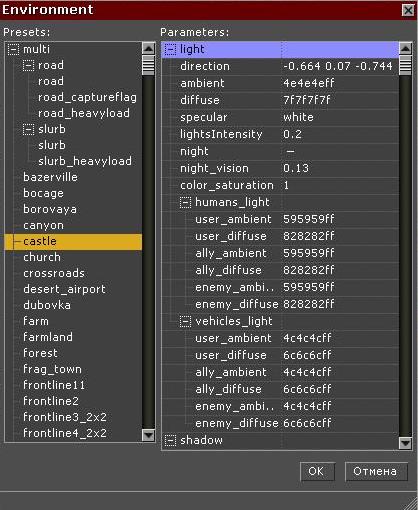 Environment
Presets:
multi
road
road
road_captureflag
road_heavyload
slurb
slurb
slurb_heavyload
bazerville
bocage
borovaya
canyon
castle
church
crossroads
desert_airport
dubovka
farm
farmland
forest
frag_town
frontline11
frontline2
frontline3_2x2
frontline4_2x2
Parameters:
light
direction -0.664 0.07 -0.744
ambient 4e4e4eff
diffuse 7f7f7f7f
specular white
lightsIntensity 0.2
night —
night_vision 0.13
color_saturation 1
humans_light
user_ambient 595959ff
user_diffuse 828282ff
ally_ambient 595959ff
ally_diffuse 828282ff
enemy_ambi.. 595959ff
enemy_diffuse 828282ff
vehicles_light
user_ambient 4c4c4cff
user_diffuse 6c6c6cff
ally_ambient 4c4c4cff
ally_diffuse 6c6c6cff
enemy_ambi.. 4c4c4cff
enemy_diffuse 6c6c6cff
shadow
OK Отмена